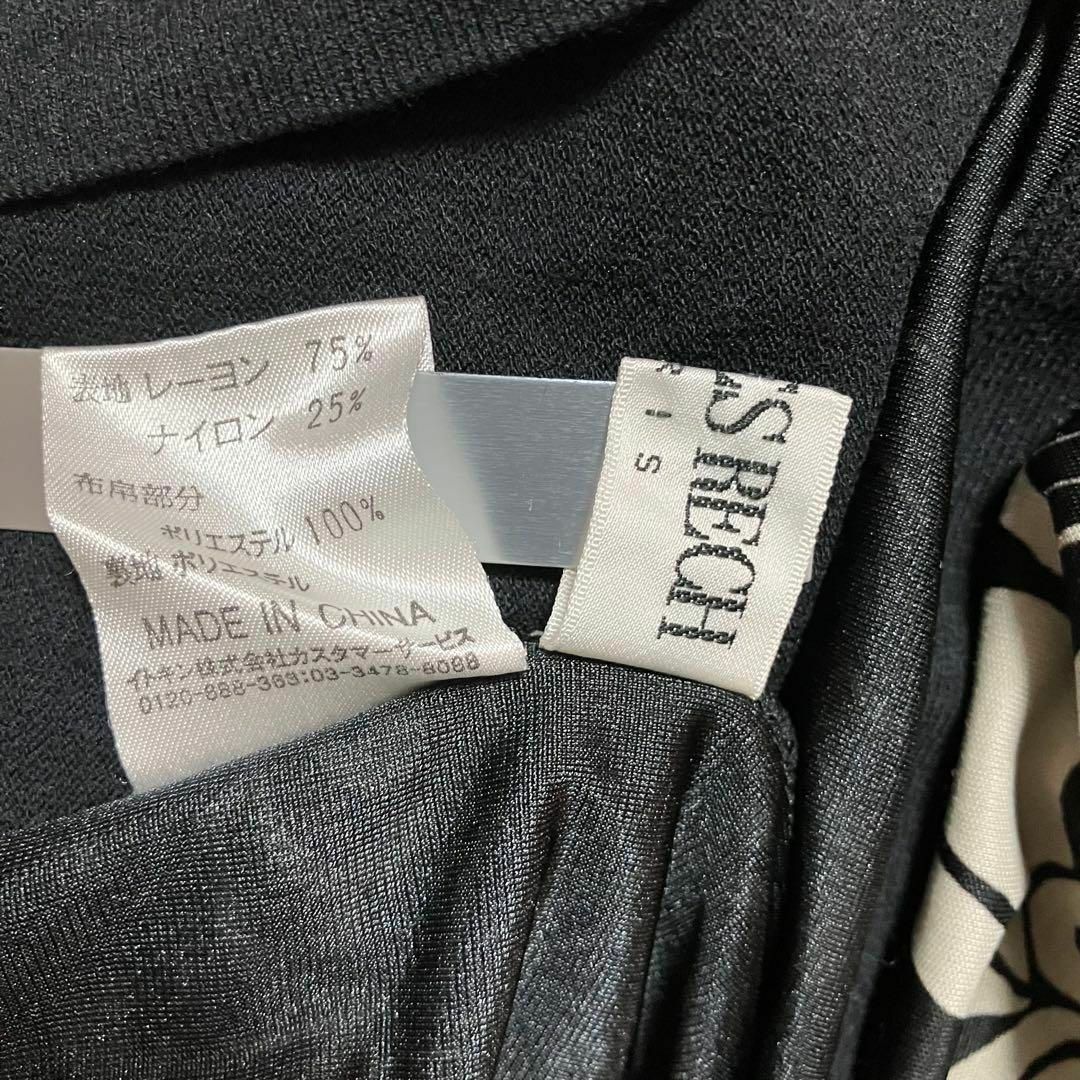 表地 レーヨン 75%
ナイロン 25%
布帛部分
ポリエステル 100%
裏地 ポリエステル
MADE IN CHINA
イトキン株式会社カスタマーサービス
0120-888-363:03-3478-8088
'S RECH
is